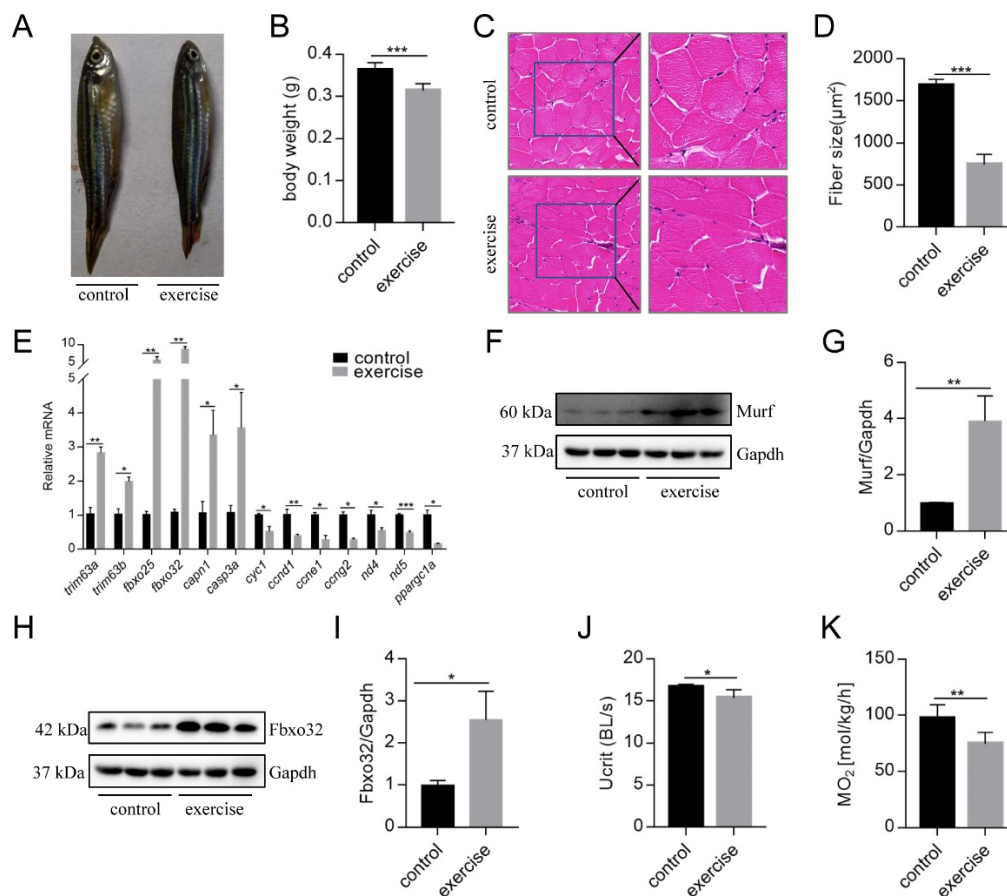 A
control
exercise
B
body weight (g)
0.4
0.3
0.2
0.1
0.0
***
control
exercise
C
control
exercise
D
Fiber size(μm²)
2000
1500
1000
500
0
***
control
exercise
E
Relative mRNA
10
5
5
4
3
2
1
0
control
exercise
** * ** ** * * * ** * * * *** *
trim63a
trim63b
fbxo25
fbxo32
capn1
casp3a
cyc1
ccnd1
ccne1
ccng2
nd4
nd5
ppargc1a
F
60 kDa
Murf
37 kDa
Gapdh
control
exercise
G
Murf/Gapdh
6
4
2
0
**
control
exercise
H
42 kDa
Fbxo32
37 kDa
Gapdh
control
exercise
I
Fbxo32/Gapdh
4
3
2
1
0
*
control
exercise
J
Ucrit (BL/s)
20
15
10
5
0
*
control
exercise
K
MO₂ [mol/kg/h]
150
100
50
0
**
control
exercise